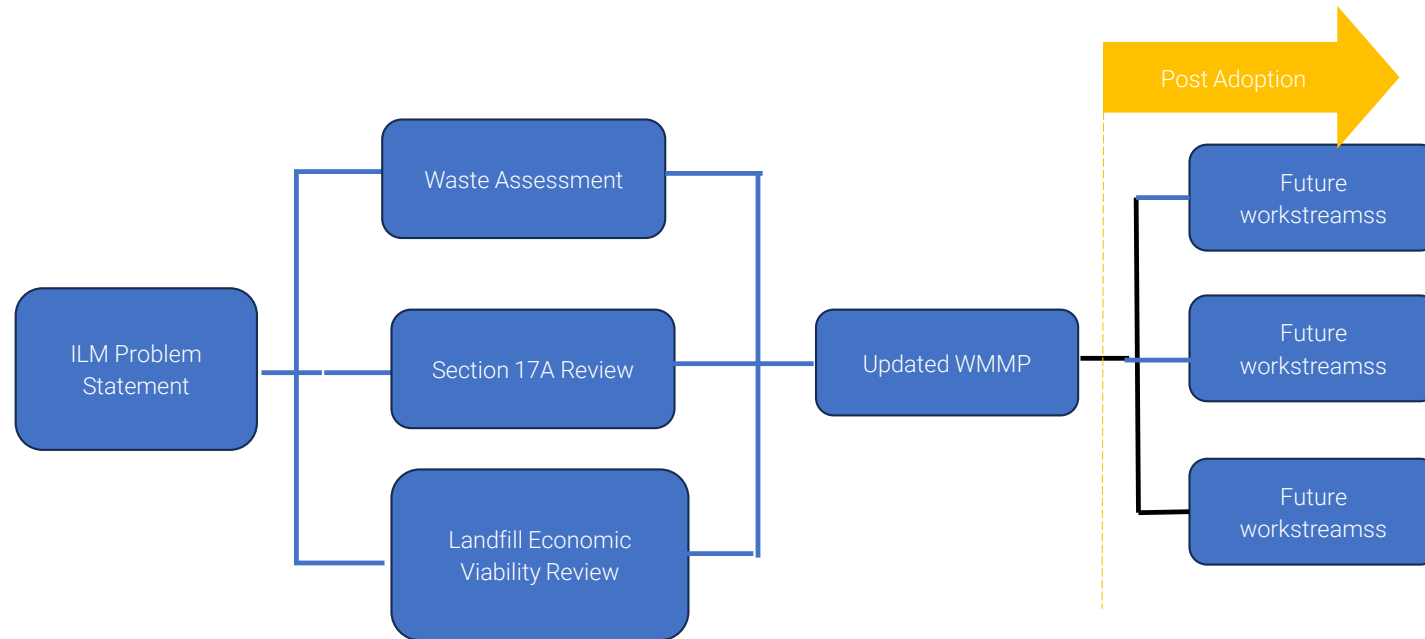 Post Adoption
Waste Assessment
Future
workstreamss
ILM Problem
Statement
Section 17A Review
Updated WMMP
Future
workstreamss
Landfill Economic
Viability Review
Future
workstreamss